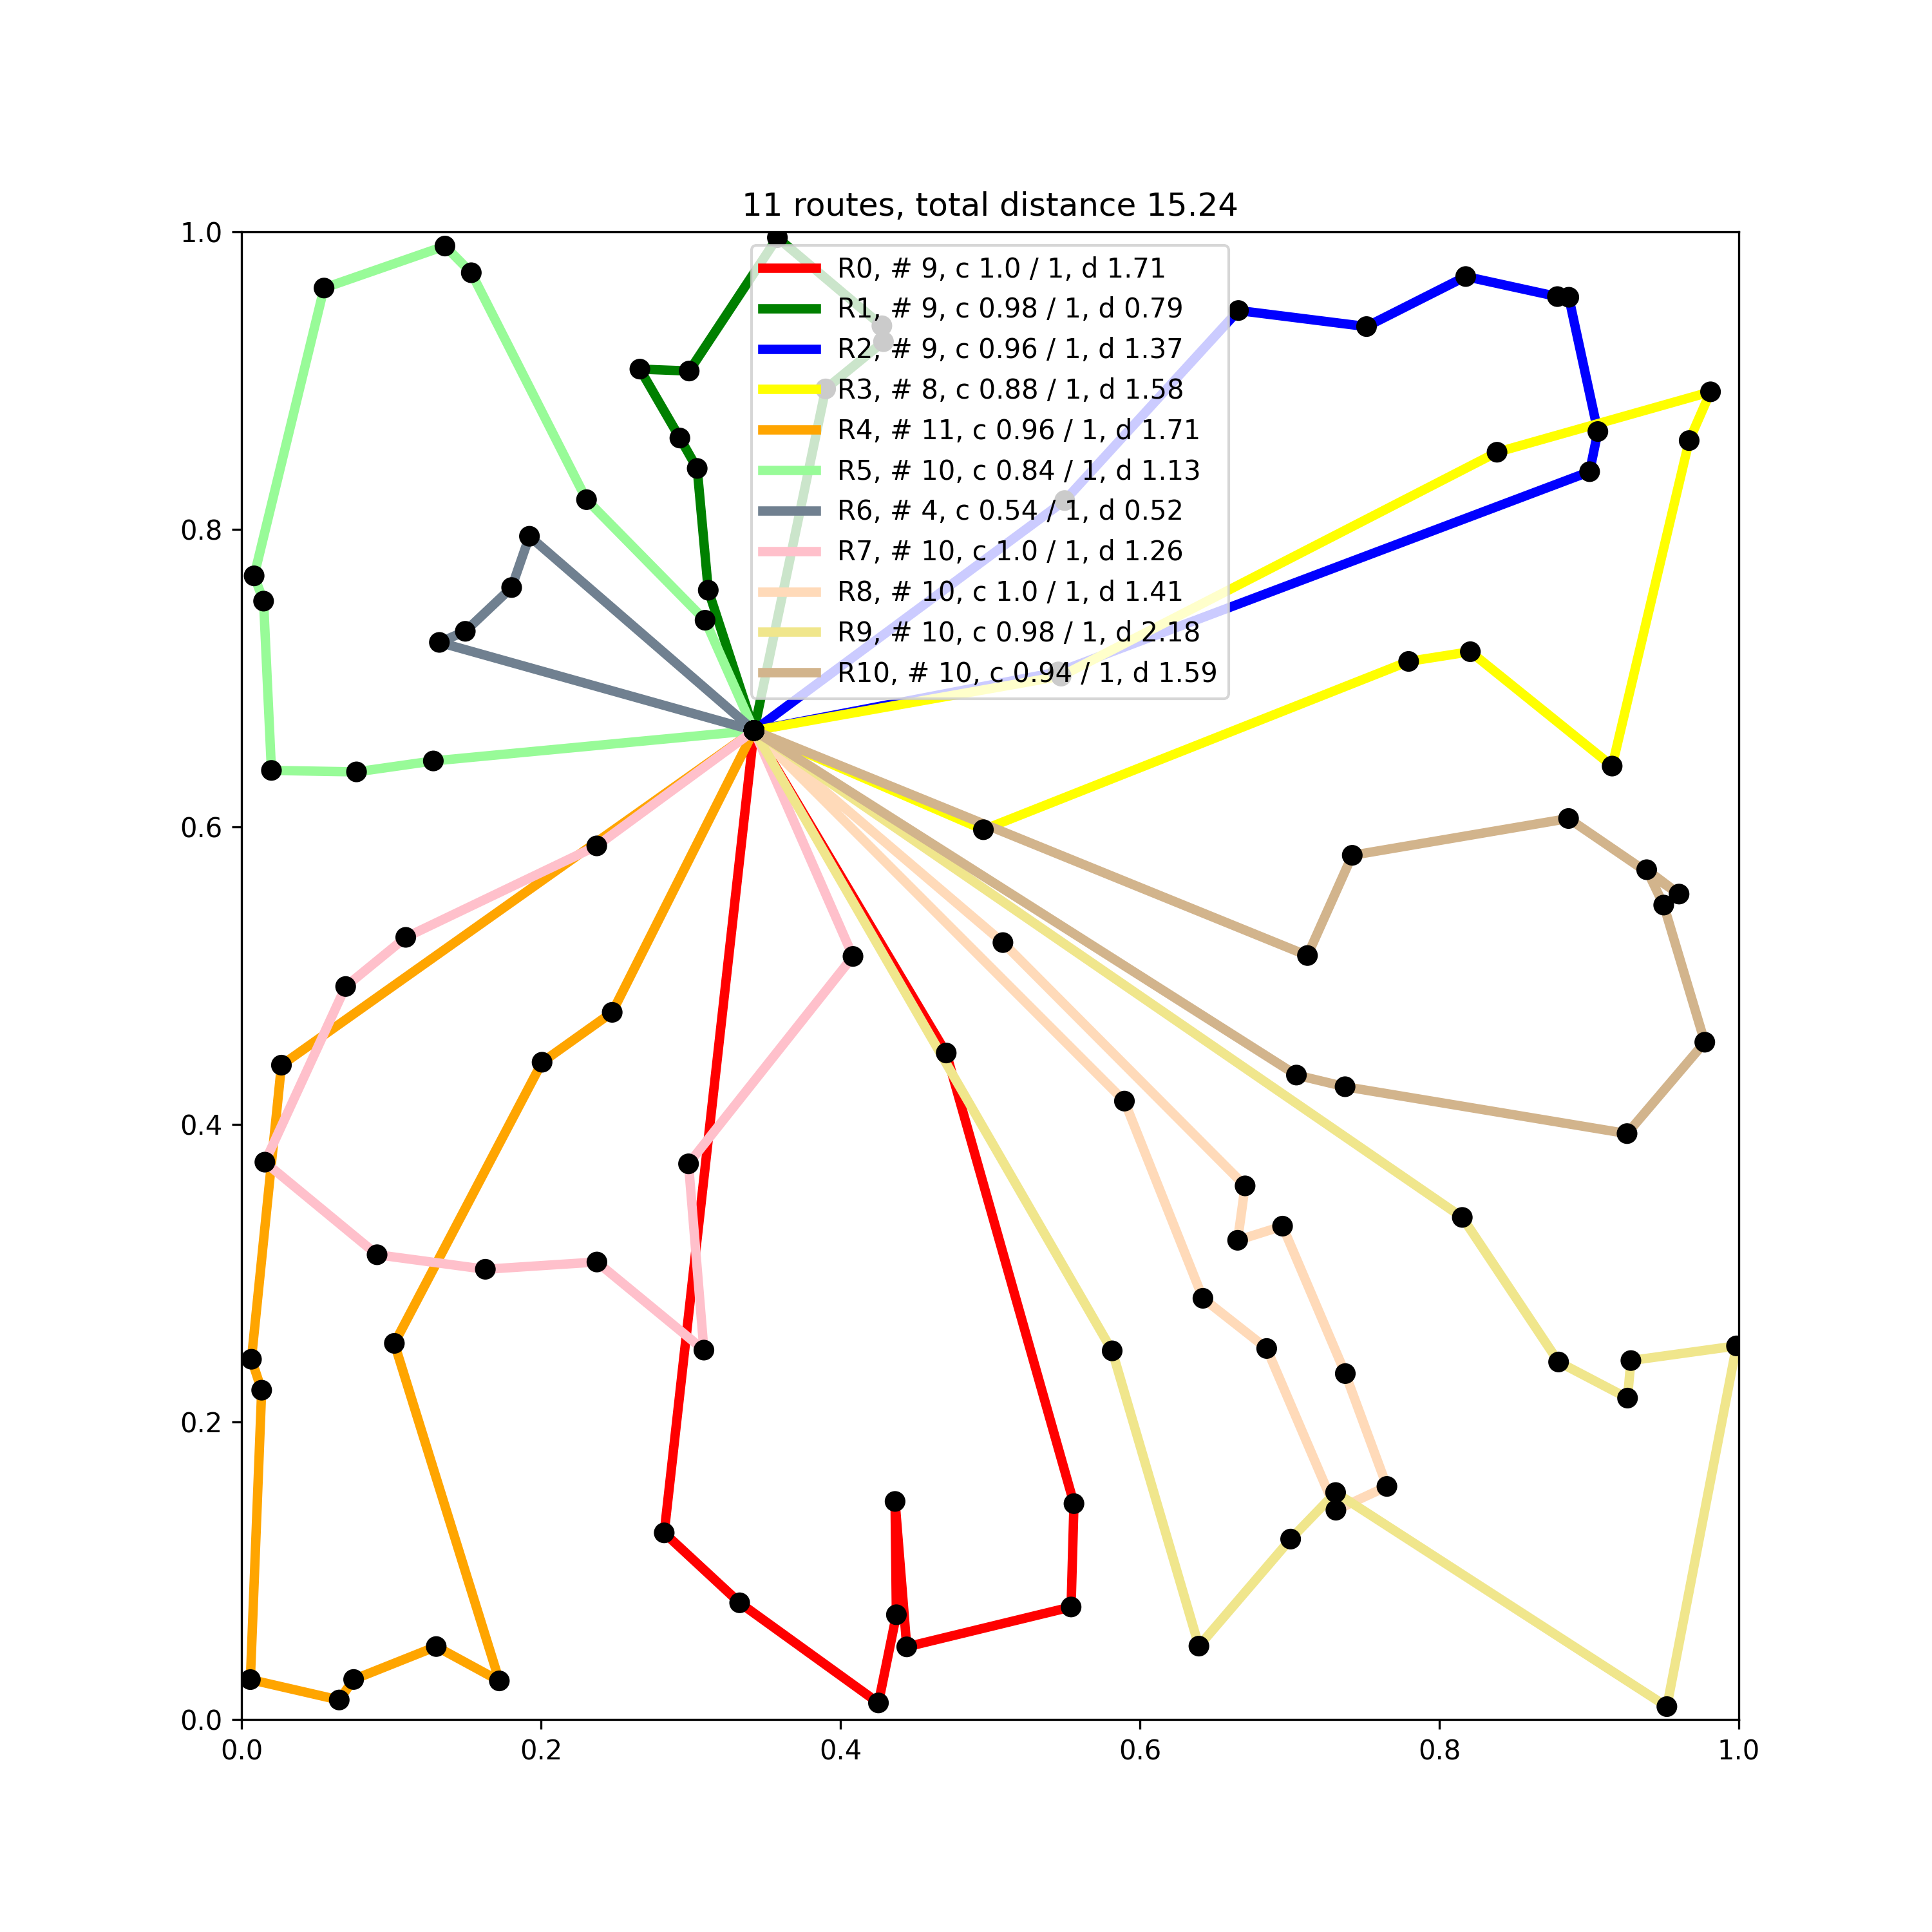 11 routes, total distance 15.24
1.0
R0, # 9, c 1.0 / 1, d 1.71
R1, # 9, c 0.98 / 1, d 0.79
R2, # 9, c 0.96 / 1, d 1.37
R3, # 8, c 0.88 / 1, d 1.58
R4, # 11, c 0.96 / 1, d 1.71
R5, # 10, c 0.84 / 1, d 1.13
R6, # 4, c 0.54 / 1, d 0.52
R7, # 10, c 1.0 / 1, d 1.26
R8, # 10, c 1.0 / 1, d 1.41
R9, # 10, c 0.98 / 1, d 2.18
R10, # 10, c 0.94 / 1, d 1.59
0.8
0.6
0.4
0.2
0.0
0.0 0.2 0.4 0.6 0.8 1.0